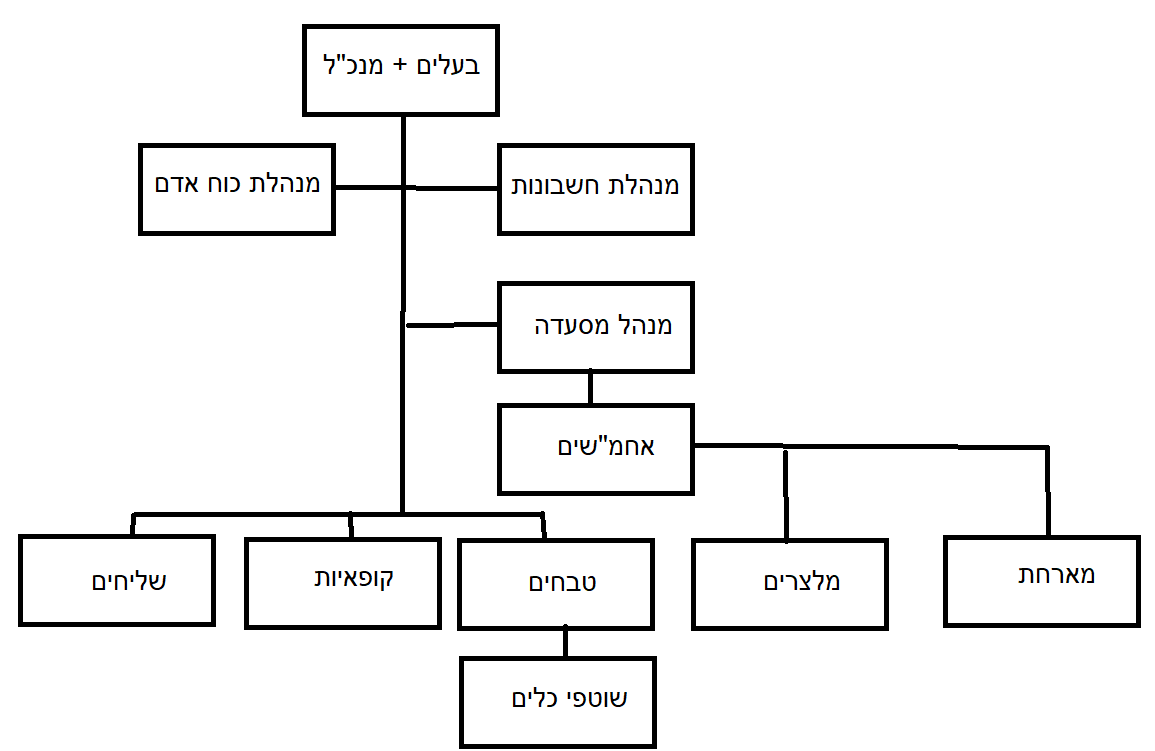 בעלים + מנכ"ל
מנהלת כוח אדם
מנהלת חשבונות
מנהל מסעדה
אחמ"שים
מארחת
מלצרים
טבחים
קופאיות
שליחים
שוטפי כלים